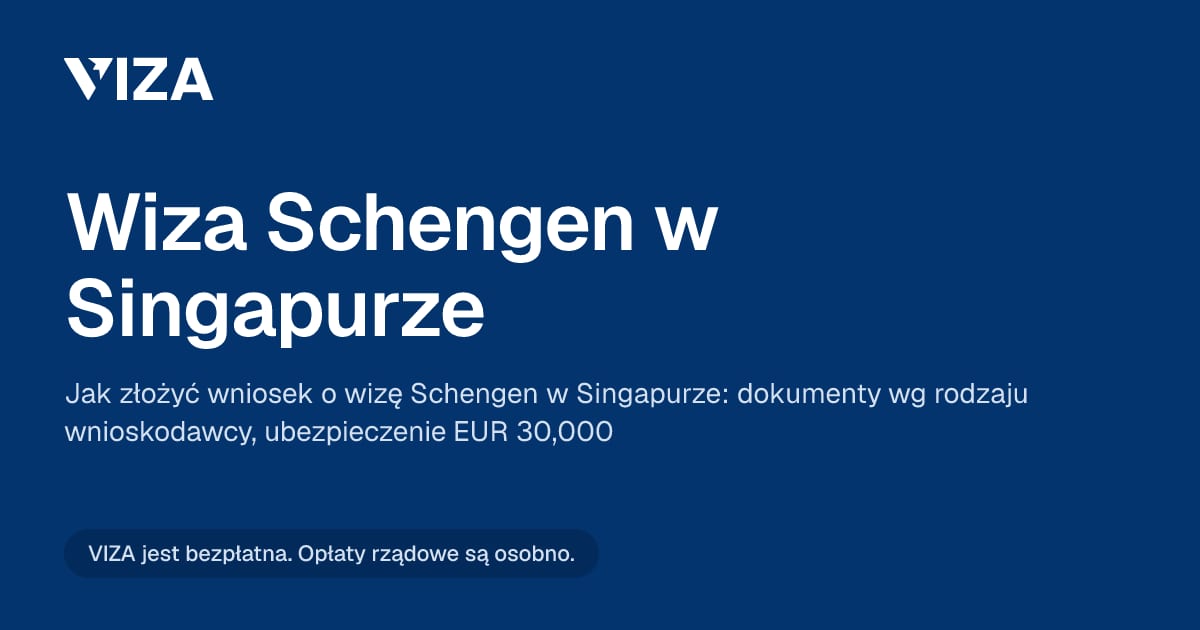 VIZA
Wiza Schengen w
Singapurze
Jak złożyć wniosek o wizę Schengen w Singapurze: dokumenty wg rodzaju
wnioskodawcy, ubezpieczenie EUR 30,000
VIZA jest bezpłatna. Opłaty rządowe są osobno.